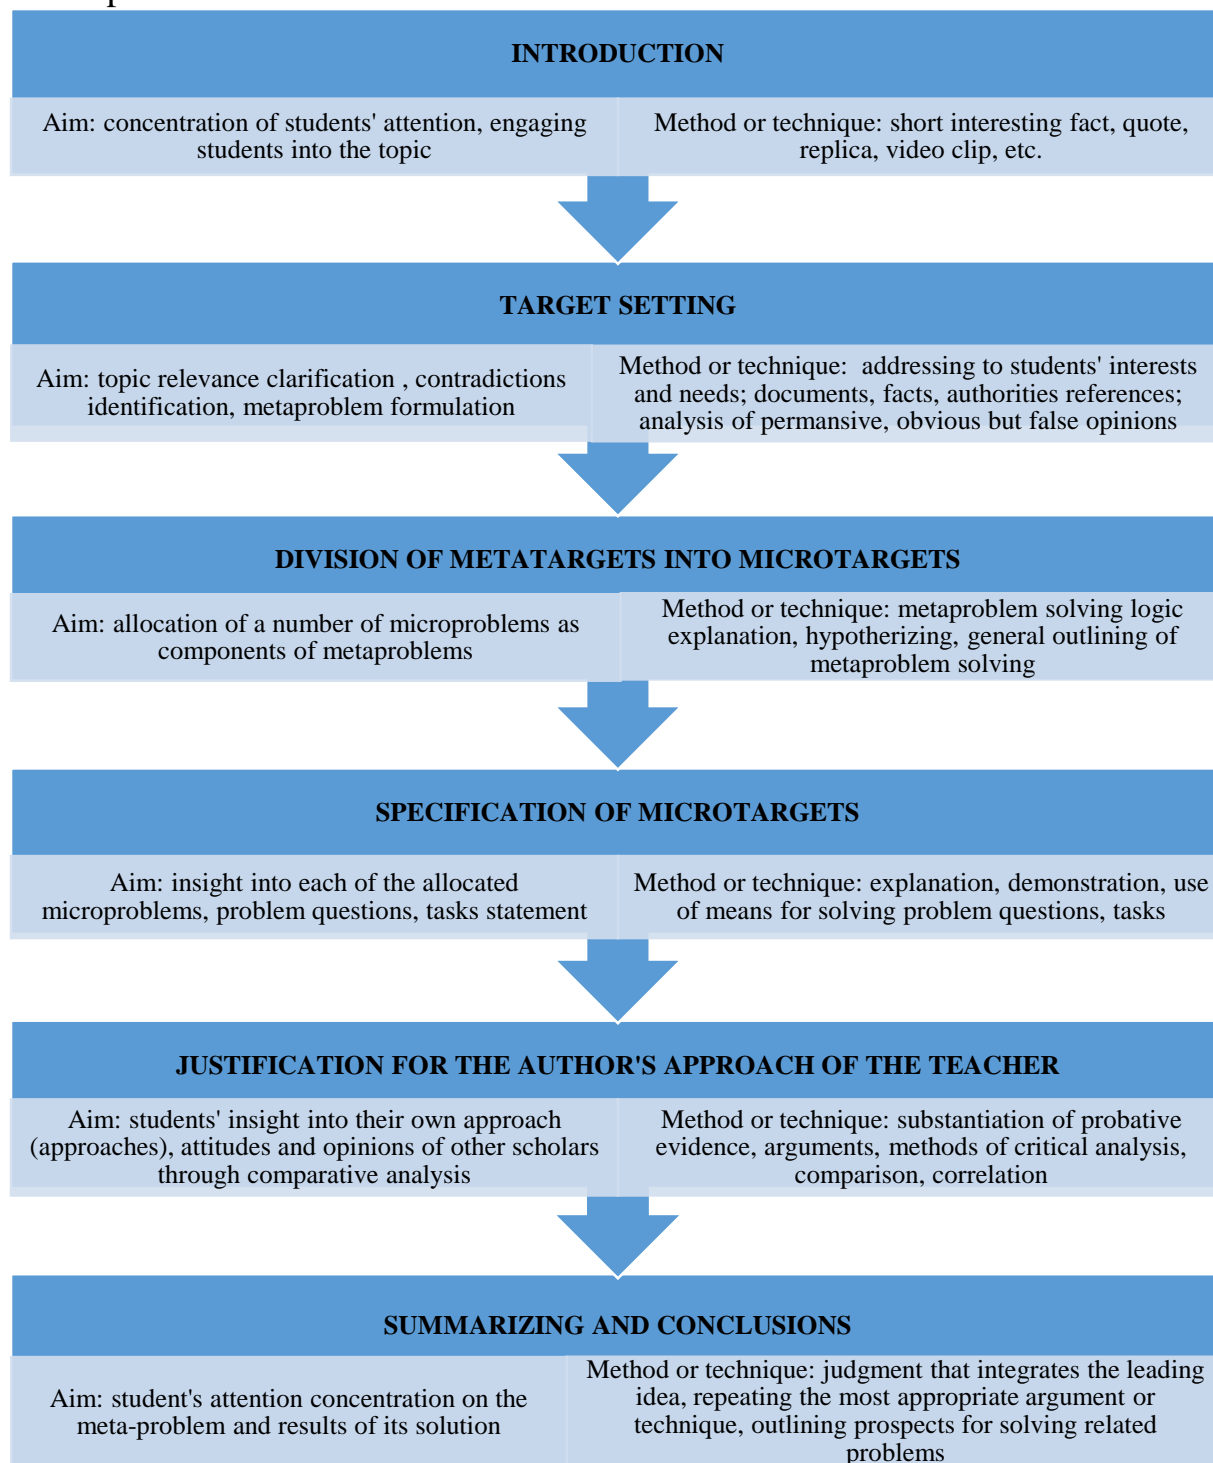 INTRODUCTION
Aim: concentration of students' attention, engaging
students into the topic
Method or technique: short interesting fact, quote,
replica, video clip, etc.
TARGET SETTING
Aim: topic relevance clarification , contradictions
identification, metaproblem formulation
Method or technique:  addressing to students' interests
and needs; documents, facts, authorities references;
analysis of permansive, obvious but false opinions
DIVISION OF METATARGETS INTO MICROTARGETS
Aim: allocation of a number of microproblems as
components of metaproblems
Method or technique: metaproblem solving logic
explanation, hypotherizing, general outlining of
metaproblem solving
SPECIFICATION OF MICROTARGETS
Aim: insight into each of the allocated
microproblems, problem questions, tasks statement
Method or technique: explanation, demonstration, use
of means for solving problem questions, tasks
JUSTIFICATION FOR THE AUTHOR'S APPROACH OF THE TEACHER
Aim: students' insight into their own approach
(approaches), attitudes and opinions of other scholars
through comparative analysis
Method or technique: substantiation of probative
evidence, arguments, methods of critical analysis,
comparison, correlation
SUMMARIZING AND CONCLUSIONS
Aim: student's attention concentration on the
meta-problem and results of its solution
Method or technique: judgment that integrates the leading
idea, repeating the most appropriate argument or
technique, outlining prospects for solving related
problems